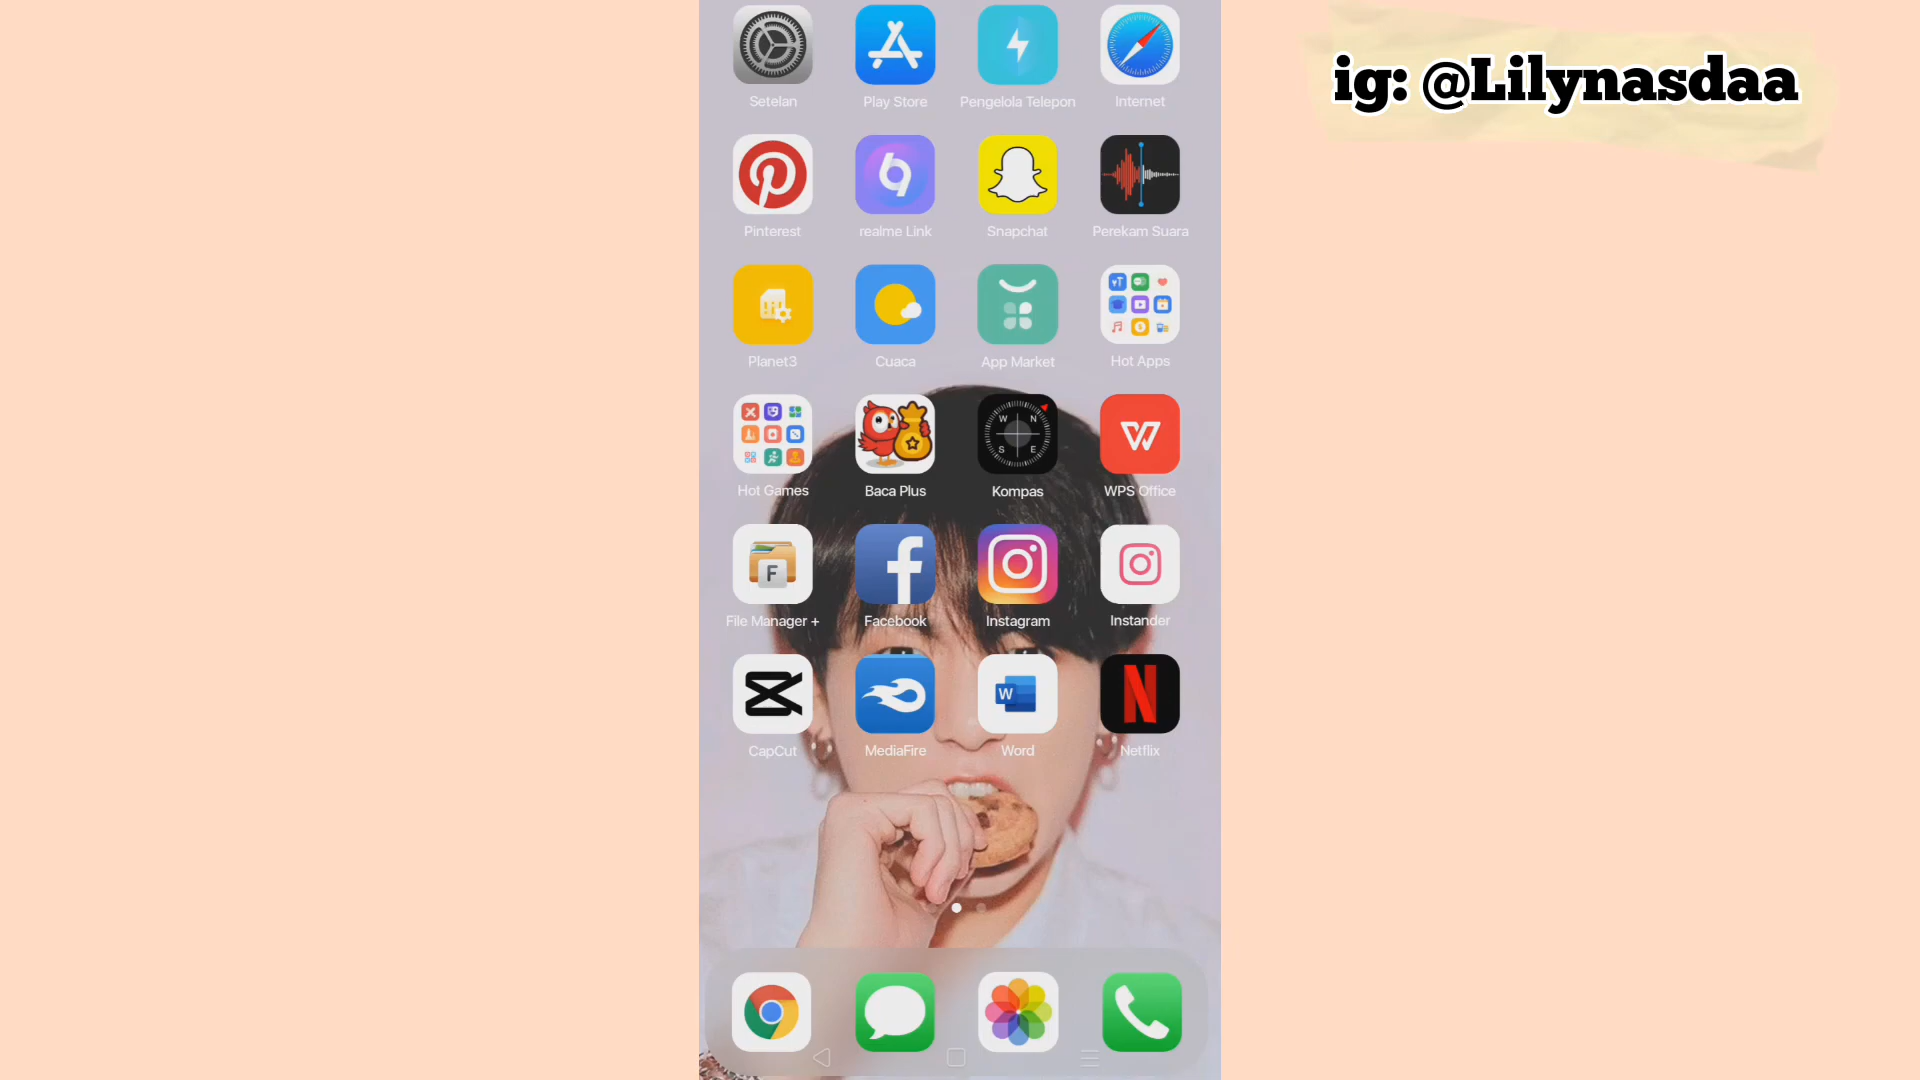 ig: @Lilynasdaa
Setelan
Play Store
Pengelola Telepon
Internet
Pinterest
realme Link
Snapchat
Perekam Suara
Planet3
Cuaca
App Market
Hot Apps
Hot Games
Baca Plus
W N
S E
Kompas
W
WPS Office
F
File Manager +
Facebook
Instagram
Instander
CapCut
MediaFire
W
Word
N
Netflix